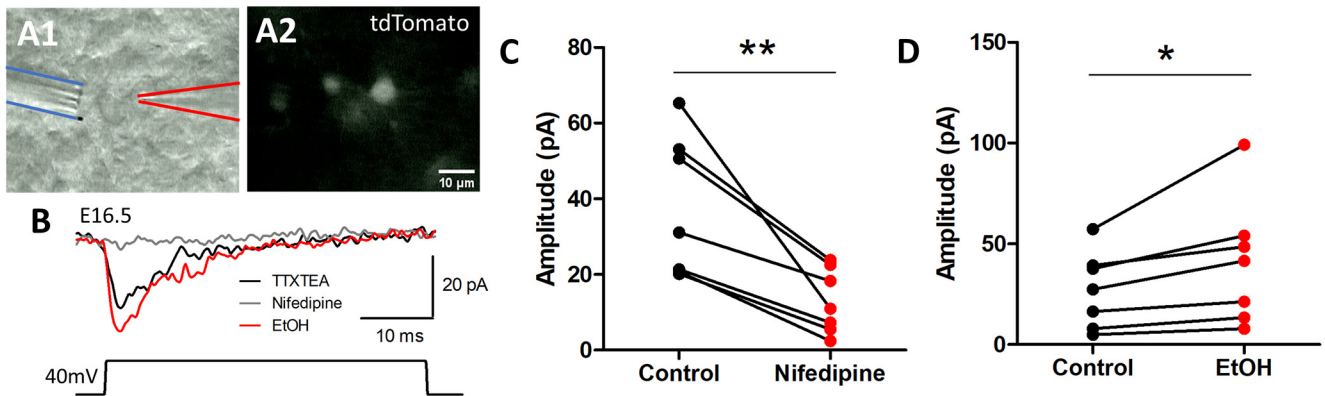 A1
A2
tdTomato
10 µm
B
E16.5
TTXTEA
Nifedipine
EtOH
20 pA
10 ms
40mV
C
**
Amplitude (pA)
80
60
40
20
0
Control
Nifedipine
D
*
Amplitude (pA)
150
100
50
0
Control
EtOH